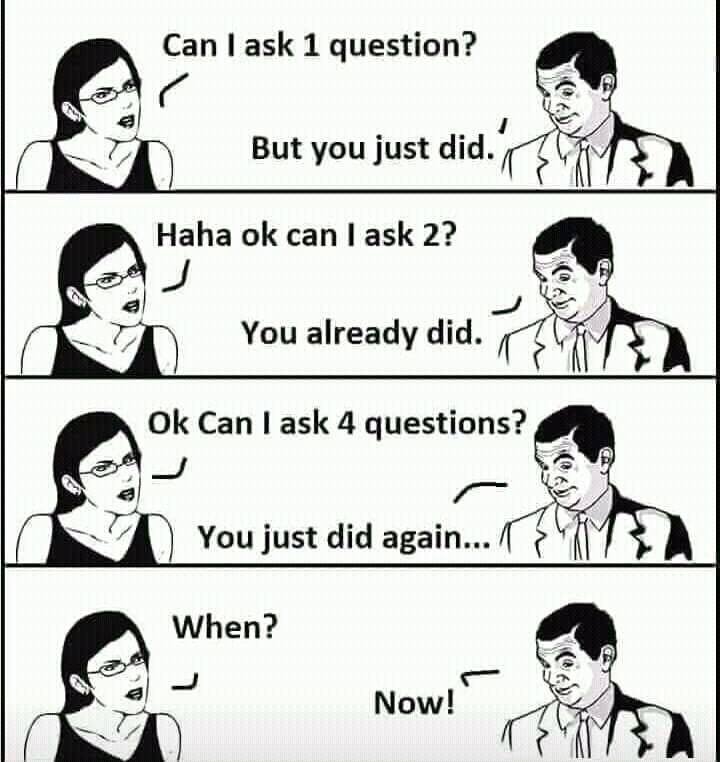 Can I ask 1 question?
But you just did.
Haha ok can I ask 2?
You already did.
Ok Can I ask 4 questions?
You just did again...
When?
Now!